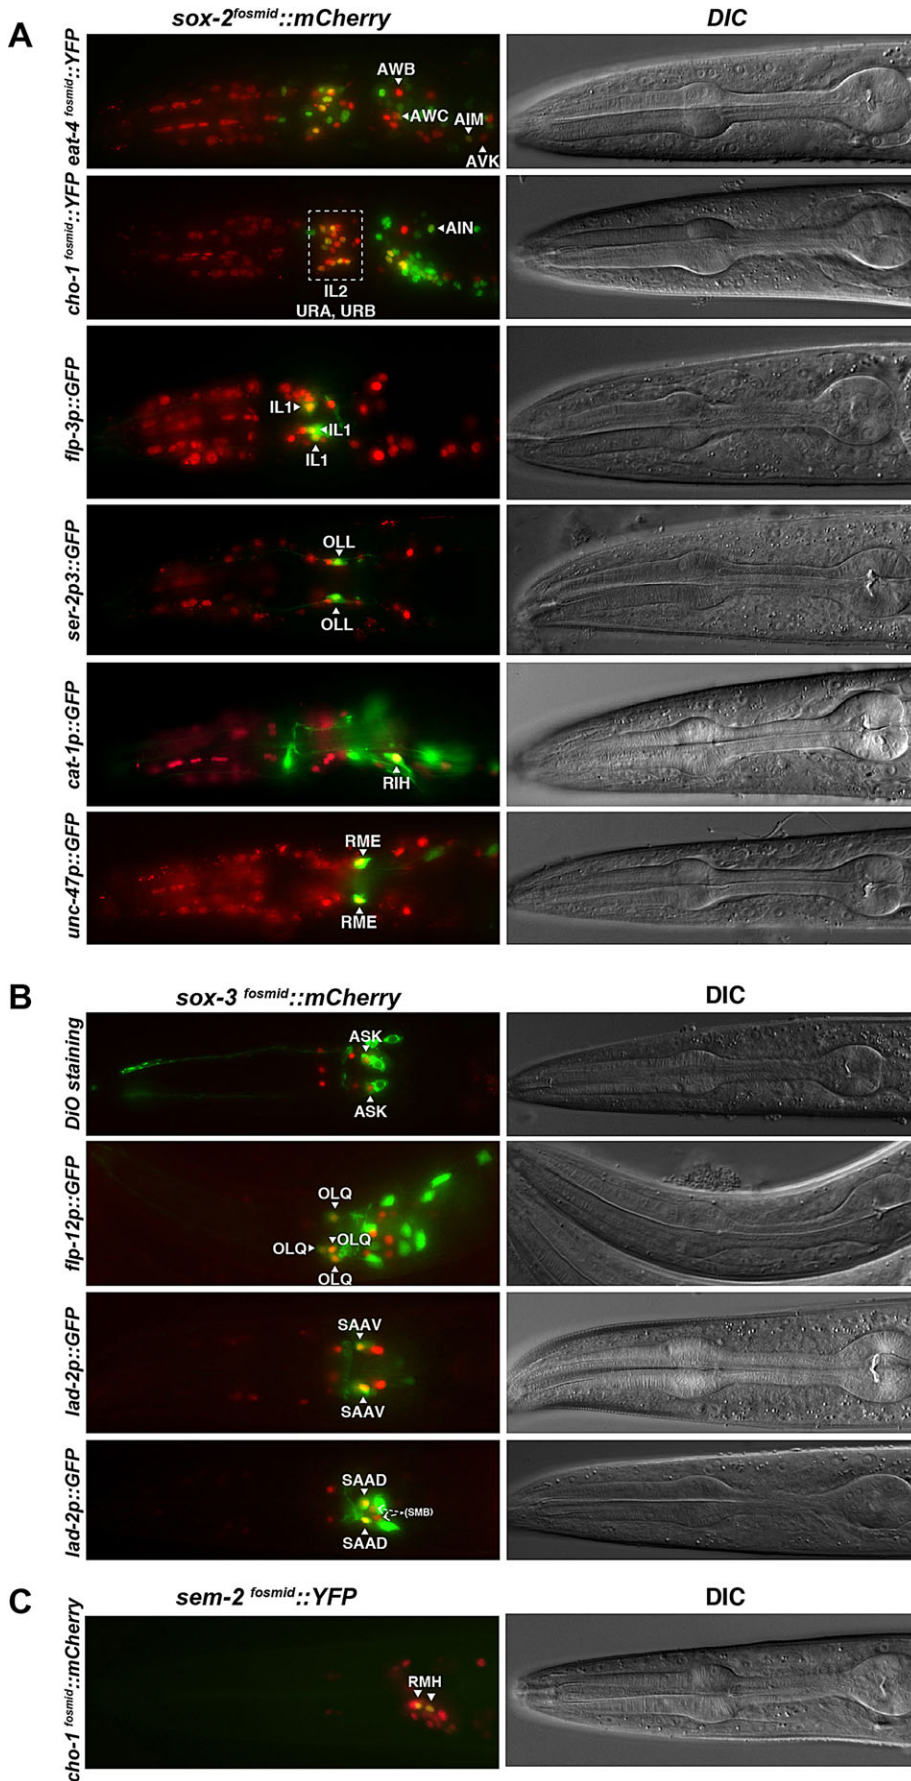 A
sox-2fosmid::mCherry
DIC
eat-4 fosmid::YFP
AWB
AWC
AIM
AVK
cho-1 fosmid::YFP
AIN
IL2
URA, URB
flp-3p::GFP
IL1
IL1
IL1
ser-2p3::GFP
OLL
OLL
cat-1p::GFP
RIH
unc-47p::GFP
RME
RME
B
sox-3 fosmid::mCherry
DIC
DiO staining
ASK
ASK
flp-12p::GFP
OLQ
OLQ
OLQ
OLQ
lad-2p::GFP
SAAV
SAAV
lad-2p::GFP
SAAD
(SMB)
SAAD
C
sem-2 fosmid::YFP
DIC
cho-1 fosmid::mCherry
RMH